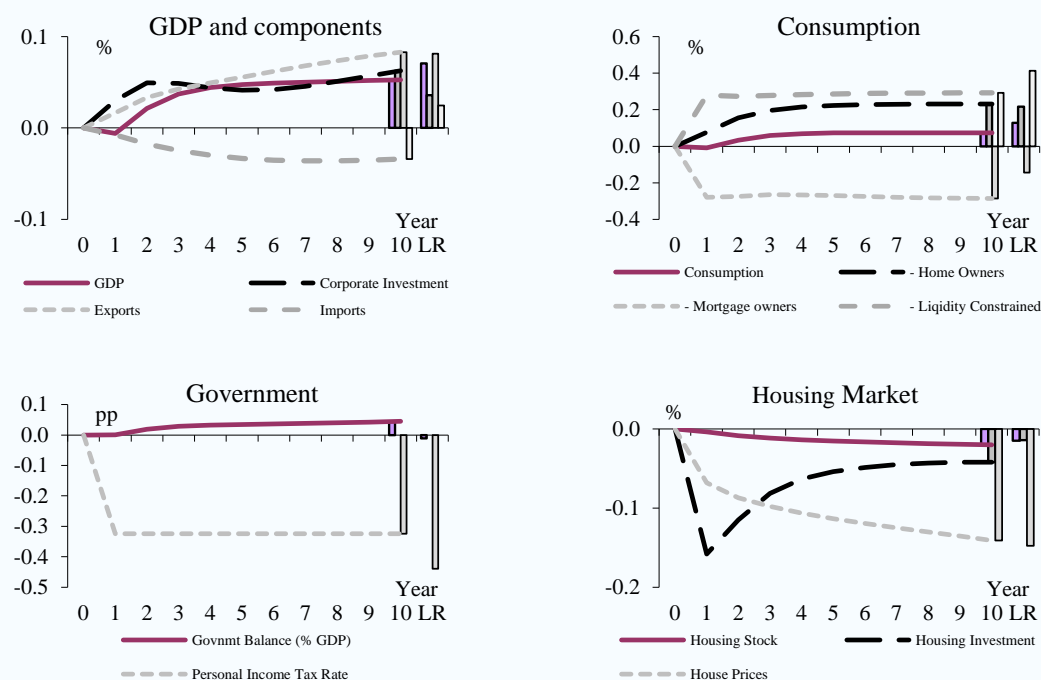 GDP and components
%
0.1
0.0
-0.1
Year
0 1 2 3 4 5 6 7 8 9 10 LR
GDP
Corporate Investment
Exports
Imports
Consumption
%
0.6
0.4
0.2
0.0
-0.2
-0.4
Year
0 1 2 3 4 5 6 7 8 9 10 LR
Consumption
- Home Owners
- Mortgage owners
- Liqidity Constrained
Government
pp
0.1
0.0
-0.1
-0.2
-0.3
-0.4
-0.5
Year
0 1 2 3 4 5 6 7 8 9 10 LR
Govnmt Balance (% GDP)
Personal Income Tax Rate
Housing Market
%
0.0
-0.1
-0.2
Year
0 1 2 3 4 5 6 7 8 9 10 LR
Housing Stock
Housing Investment
House Prices